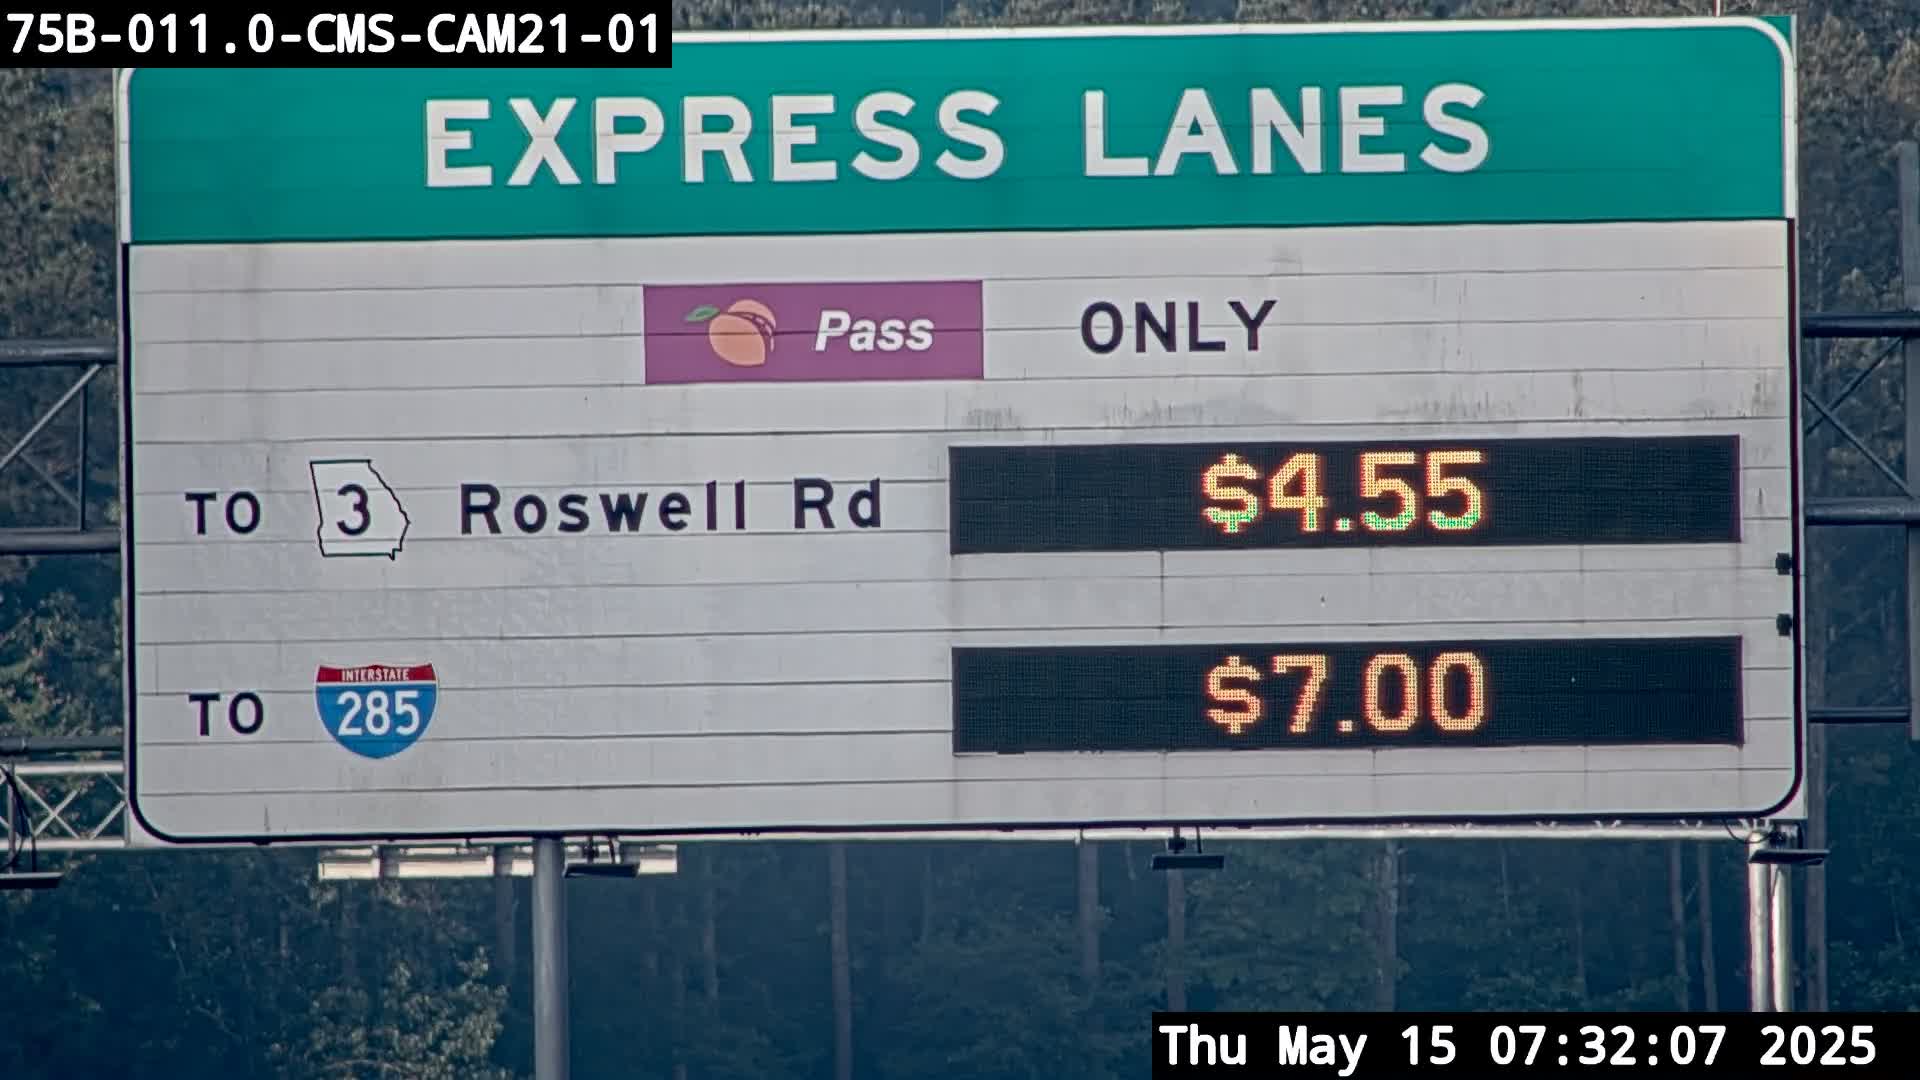 75B-011.0-CMS-CAM21-01
EXPRESS LANES
Pass ONLY
TO 3 Roswell Rd $4.55
TO INTERSTATE 285 $7.00
Thu May 15 07:32:07 2025